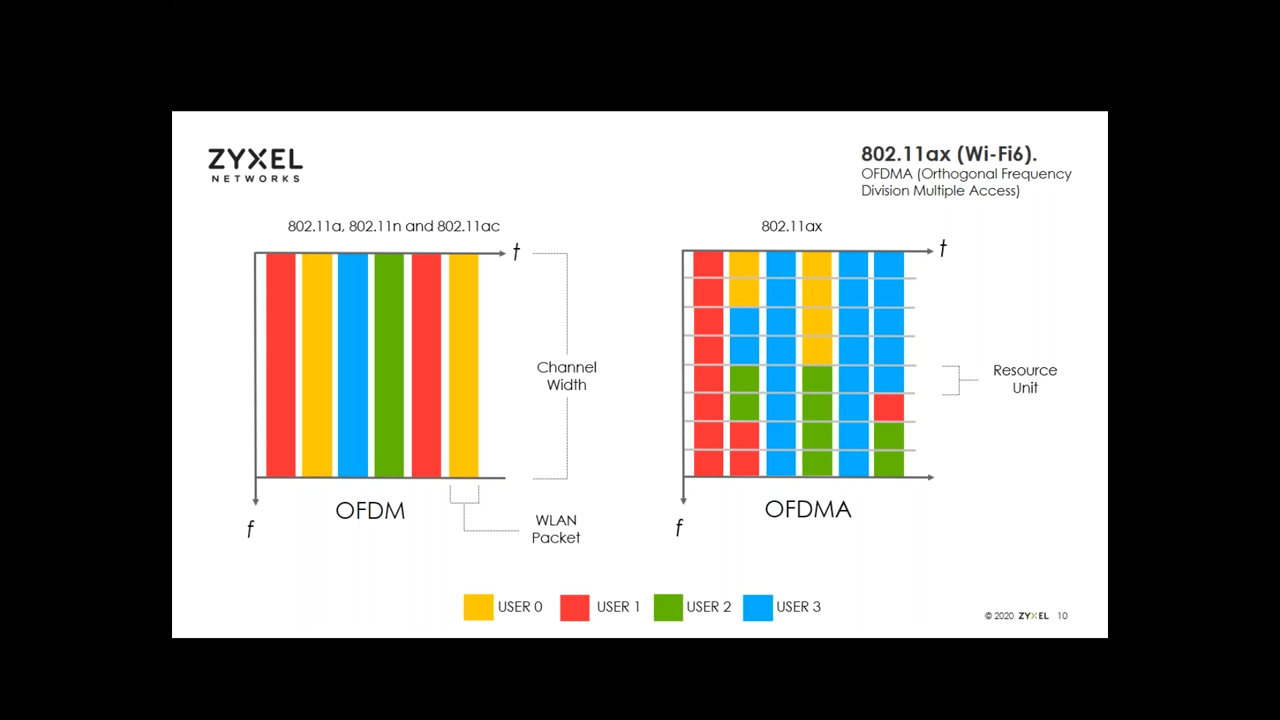 ZYXEL
NETWORKS
802.11ax (Wi-Fi6).
OFDMA (Orthogonal Frequency
Division Multiple Access)
802.11a, 802.11n and 802.11ac
t
Channel
Width
f
OFDM
WLAN
Packet
802.11ax
t
Resource
Unit
f
OFDMA
USER 0
USER 1
USER 2
USER 3
© 2020 ZYXEL 10